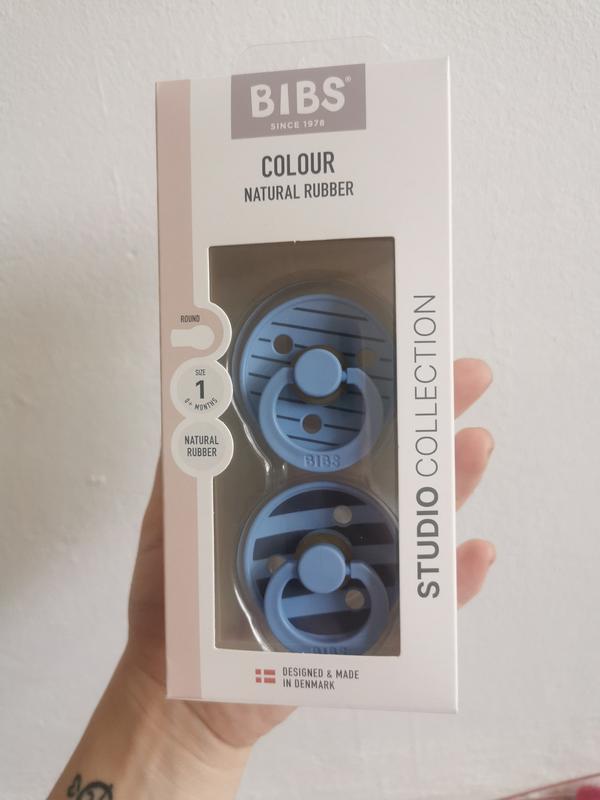 BIBS®
SINCE 1978
COLOUR
NATURAL RUBBER
ROUND
SIZE
1
0+ MONTHS
NATURAL
RUBBER
BIBS
BIBS
STUDIO COLLECTION
DESIGNED & MADE
IN DENMARK